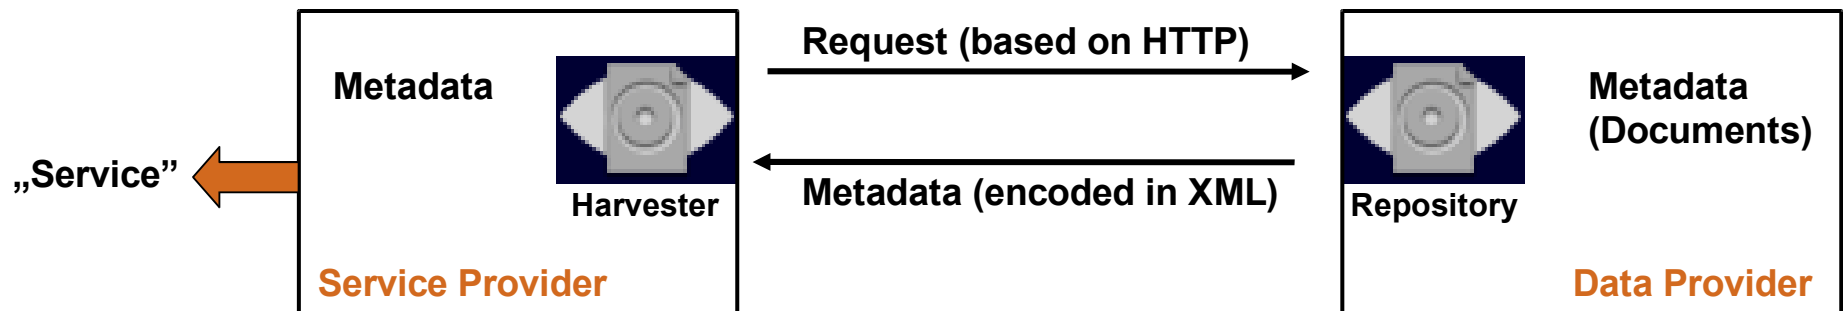 Request (based on HTTP)
Metadata
Metadata
(Documents)
„Service”
Metadata (encoded in XML)
Harvester
Repository
Service Provider
Data Provider